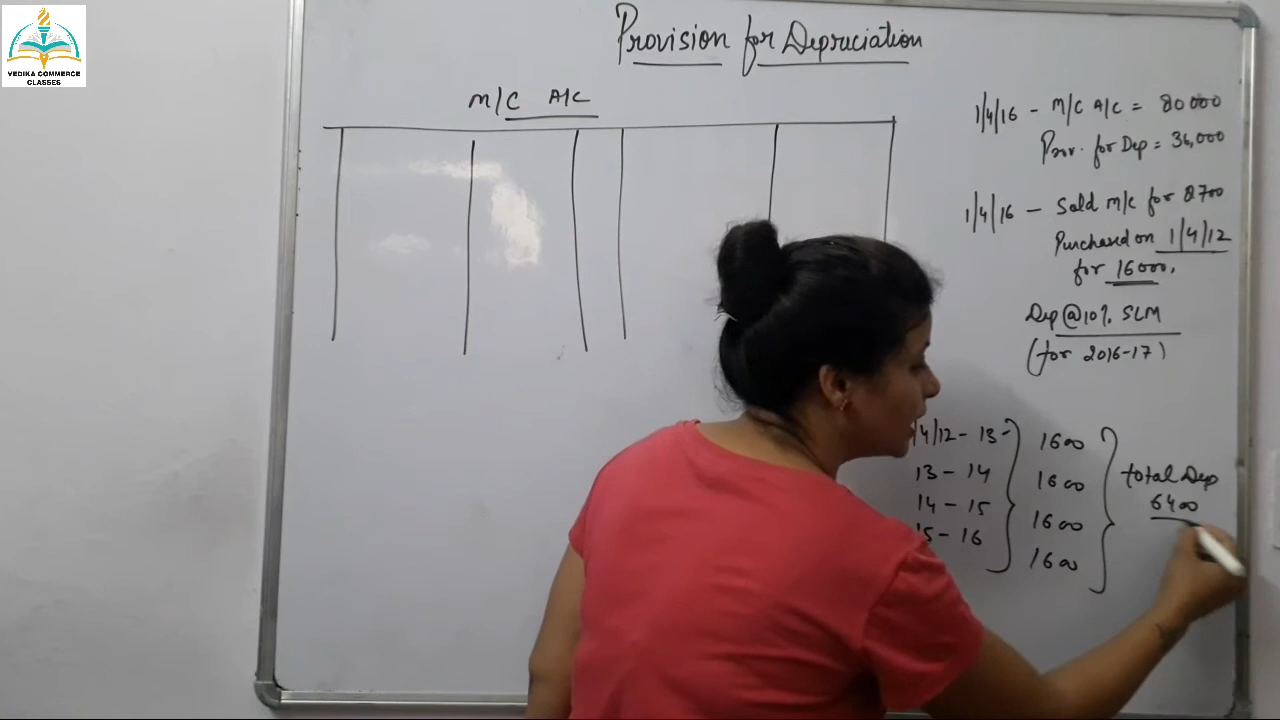 VEDIKA COMMERCE
CLASSES
Provision for Depreciation
M/C A/C
1/4/16 - M/C A/C = 80000
Prov. for Dep = 36,000
1/4/16 - Sold m/c for 8700
Purchased on 1/4/12
for 16000.
Dep @10% SLM
(for 2016-17)
/4/12 - 13 - 1600
13 - 14 1600
14 - 15 1600
15 - 16 1600
total Dep
6400